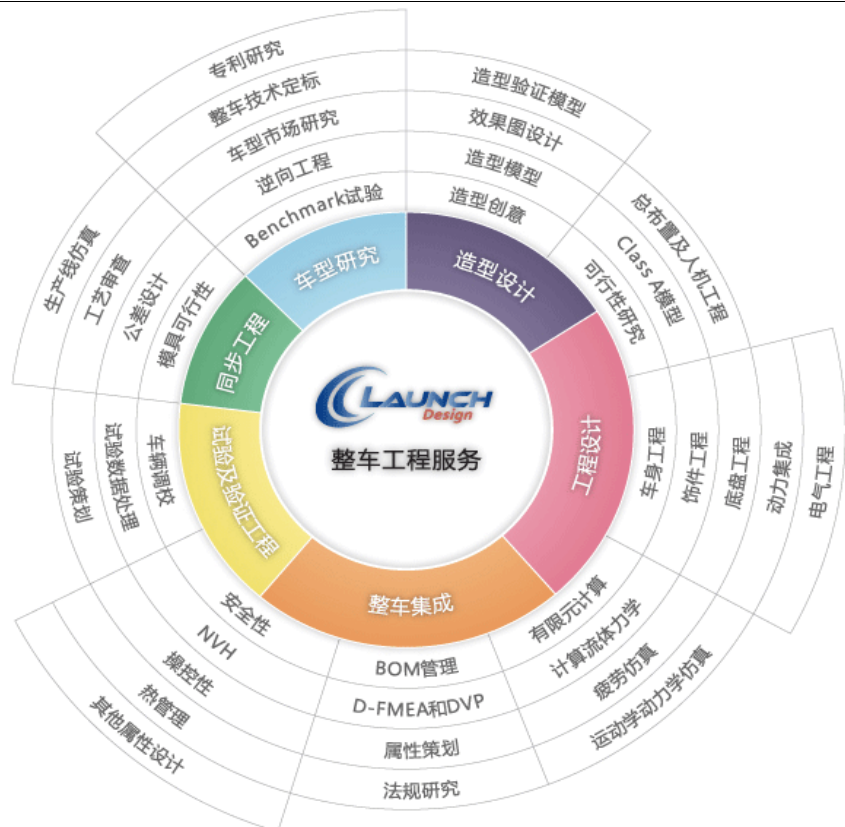 LAUNCH
Design
整车工程服务
车型研究
造型设计
工程设计
整车集成
试验及验证工程
同步工程
专利研究
整车技术定标
车型市场研究
逆向工程
Benchmark试验
造型验证模型
效果图设计
造型模型
造型创意
总布置及人机工程
Class A模型
可行性研究
车身工程
饰件工程
底盘工程
动力集成
电气工程
有限元计算
计算流体力学
疲劳仿真
运动学动力学仿真
BOM管理
D-FMEA和DVP
属性策划
法规研究
安全性
NVH
操控性
热管理
其他属性设计
车辆调校
试验数据处理
试验策划
生产线仿真
工艺审查
公差设计
模具可行性